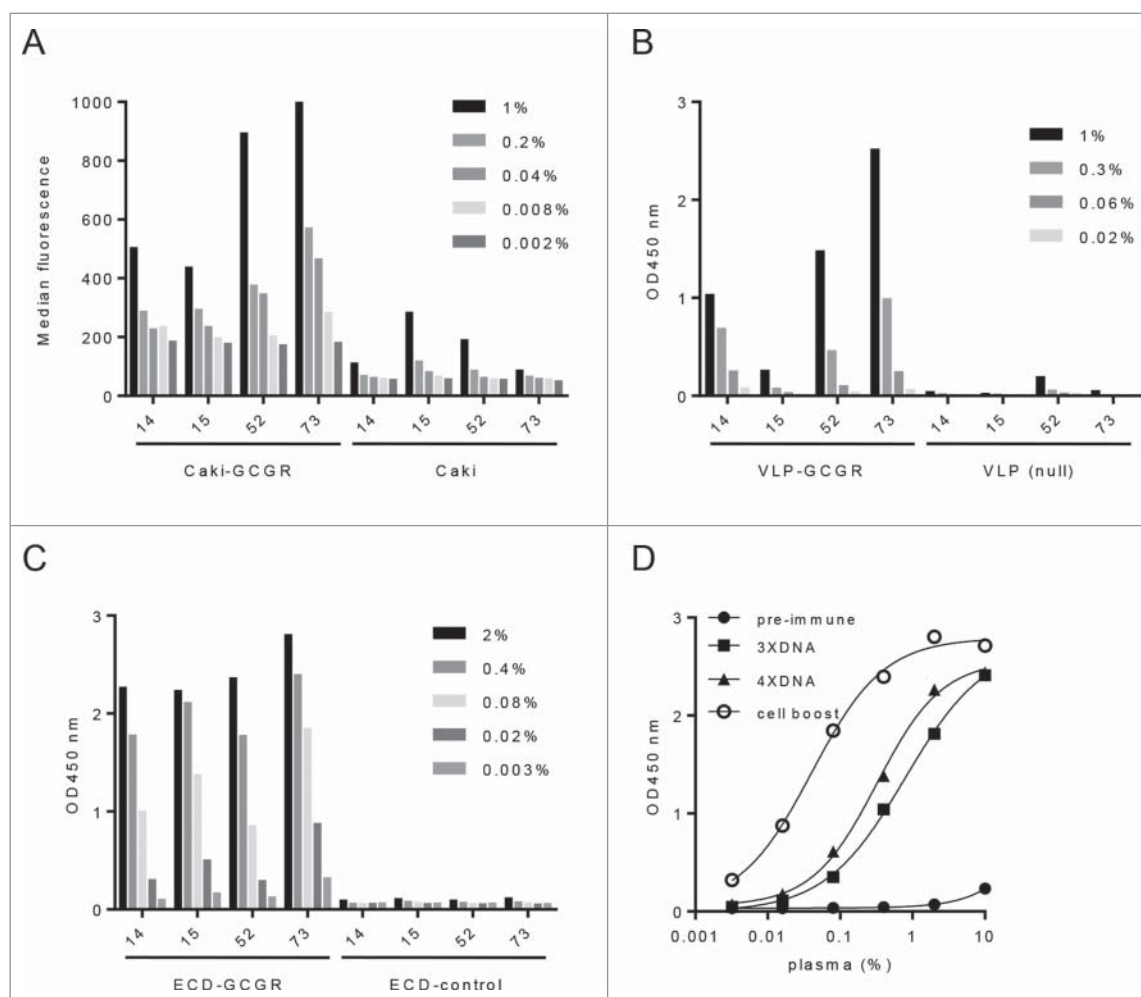 A
1000
800
600
400
200
0
Median fluorescence
1%
0.2%
0.04%
0.008%
0.002%
14 15 52 73 14 15 52 73
Caki-GCGR Caki
B
3
2
1
0
OD450 nm
1%
0.3%
0.06%
0.02%
14 15 52 73 14 15 52 73
VLP-GCGR VLP (null)
C
3
2
1
0
OD450 nm
2%
0.4%
0.08%
0.02%
0.003%
14 15 52 73 14 15 52 73
ECD-GCGR ECD-control
D
3
2
1
0
OD450 nm
pre-immune
3XDNA
4XDNA
cell boost
0.001 0.01 0.1 1 10
plasma (%)